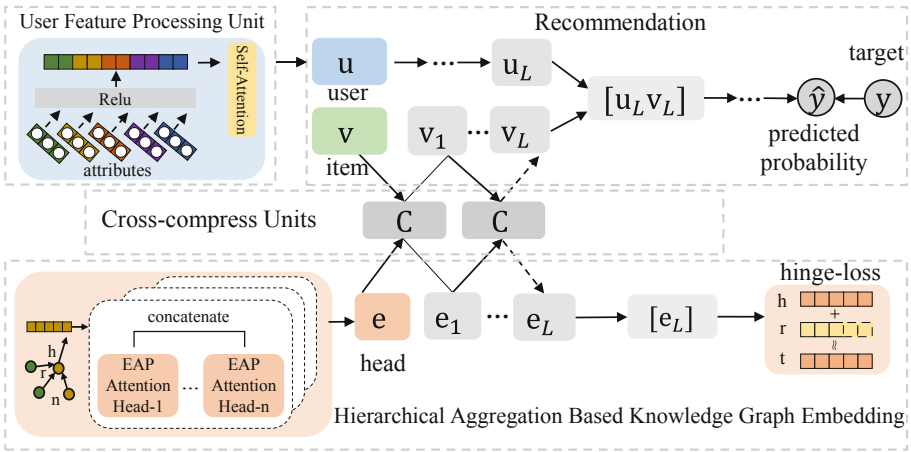 User Feature Processing Unit
Self-Attention
Relu
attributes
Recommendation
u
user
...
u_L
[u_L v_L]
...
ŷ
predicted
probability
target
y
v
item
v_1
...
v_L
Cross-compress Units
C
C
h
r
n
concatenate
EAP
Attention
Head-1
...
EAP
Attention
Head-n
e
head
e_1
...
e_L
[e_L]
hinge-loss
h
+
r
≈
t
Hierarchical Aggregation Based Knowledge Graph Embedding